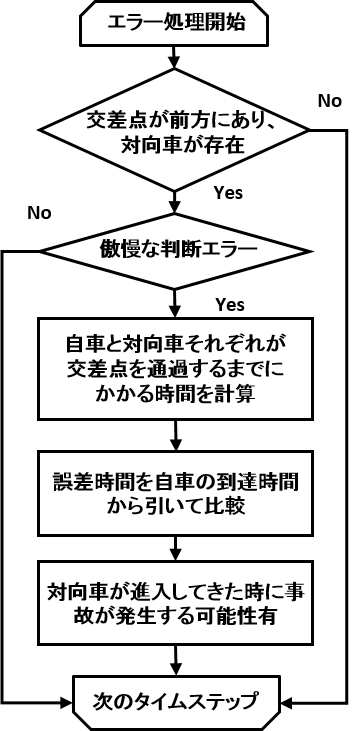 エラー処理開始
No
交差点が前方にあり、
対向車が存在
Yes
No
傲慢な判断エラー
Yes
自車と対向車それぞれが
交差点を通過するまでに
かかる時間を計算
誤差時間を自車の到達時間
から引いて比較
対向車が進入してきた時に事
故が発生する可能性有
次のタイムステップ